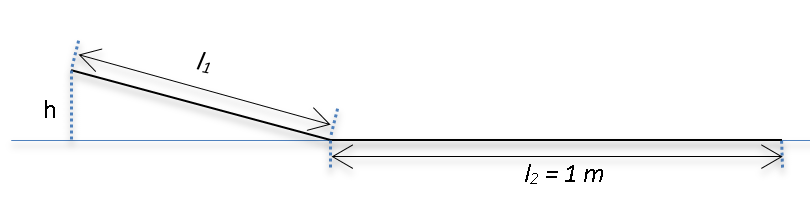 l₁
h
l₂ = 1 m